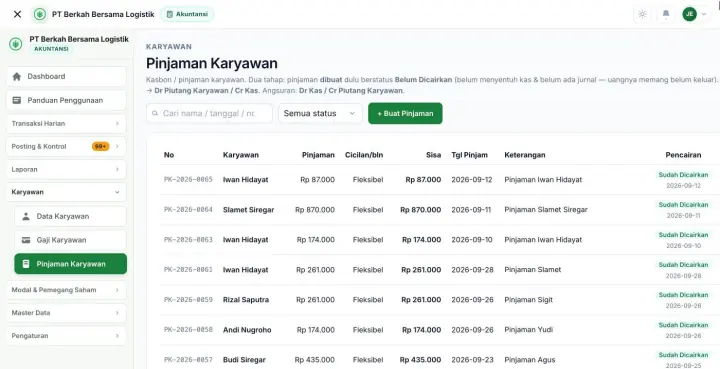 PT Berkah Bersama Logistik
Akuntansi
JE
PT Berkah Bersama Logistik
AKUNTANSI
Dashboard
Panduan Penggunaan
Transaksi Harian
Posting & Kontrol 99+
Laporan
Karyawan
Data Karyawan
Gaji Karyawan
Pinjaman Karyawan
Modal & Pemegang Saham
Master Data
Pengaturan
KARYAWAN
Pinjaman Karyawan
Kasbon / pinjaman karyawan. Dua tahap: pinjaman dibuat dulu berstatus Belum Dicairkan (belum menyentuh kas & belum ada jurnal — uangnya memang belum keluar).
→ Dr Piutang Karyawan / Cr Kas. Angsuran: Dr Kas / Cr Piutang Karyawan.
Cari nama / tanggal / nc
Semua status
+ Buat Pinjaman
No Karyawan Pinjaman Cicilan/bln Sisa Tgl Pinjam Keterangan Pencairan
PK-2026-0065 Iwan Hidayat Rp 87.000 Fleksibel Rp 87.000 2026-09-12 Pinjaman Iwan Hidayat Sudah Dicairkan
2026-09-12
PK-2026-0064 Slamet Siregar Rp 870.000 Fleksibel Rp 870.000 2026-09-11 Pinjaman Slamet Siregar Sudah Dicairkan
2026-09-11
PK-2026-0063 Iwan Hidayat Rp 174.000 Fleksibel Rp 174.000 2026-09-10 Pinjaman Iwan Hidayat Sudah Dicairkan
2026-09-10
PK-2026-0061 Iwan Hidayat Rp 261.000 Fleksibel Rp 261.000 2026-09-28 Pinjaman Slamet Sudah Dicairkan
2026-09-28
PK-2026-0059 Rizal Saputra Rp 261.000 Fleksibel Rp 261.000 2026-09-26 Pinjaman Sigit Sudah Dicairkan
2026-09-26
PK-2026-0058 Andi Nugroho Rp 174.000 Fleksibel Rp 174.000 2026-09-26 Pinjaman Yudi Sudah Dicairkan
2026-09-26
PK-2026-0057 Budi Siregar Rp 435.000 Fleksibel Rp 435.000 2026-09-23 Pinjaman Agus Sudah Dicairkan
2026-09-25